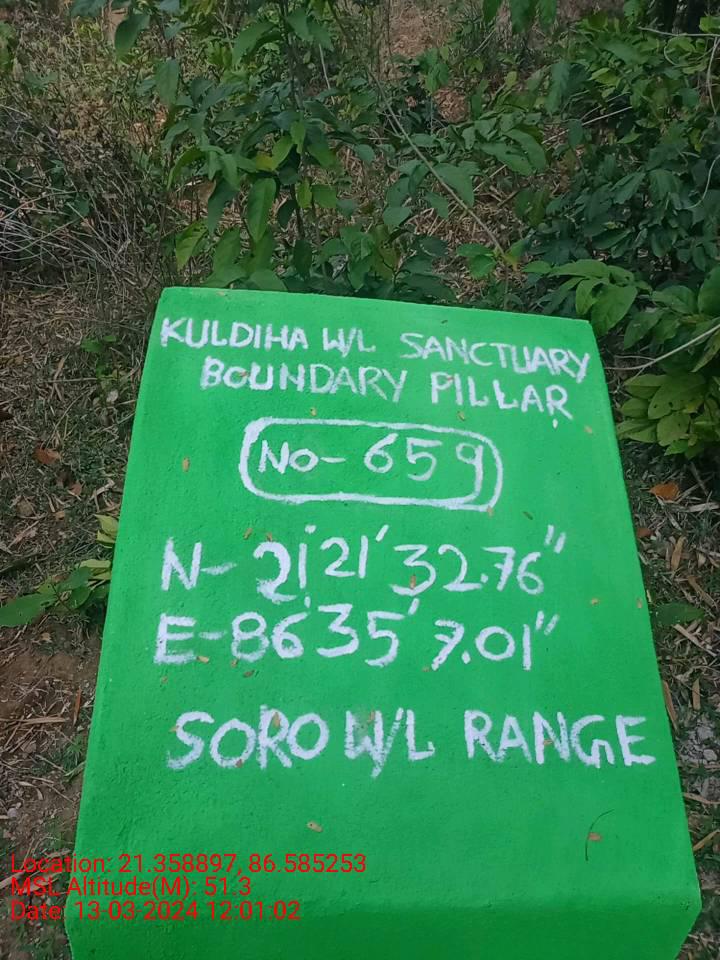 KULDIHA W/L SANCTUARY
BOUNDARY PILLAR
No- 659
N- 21°21' 32.76"
E-86°35' 7.01"
SORO W/L RANGE
Location: 21.358897, 86.585253
MSL Altitude(M): 51.3
Date: 13-03-2024 12:01:02